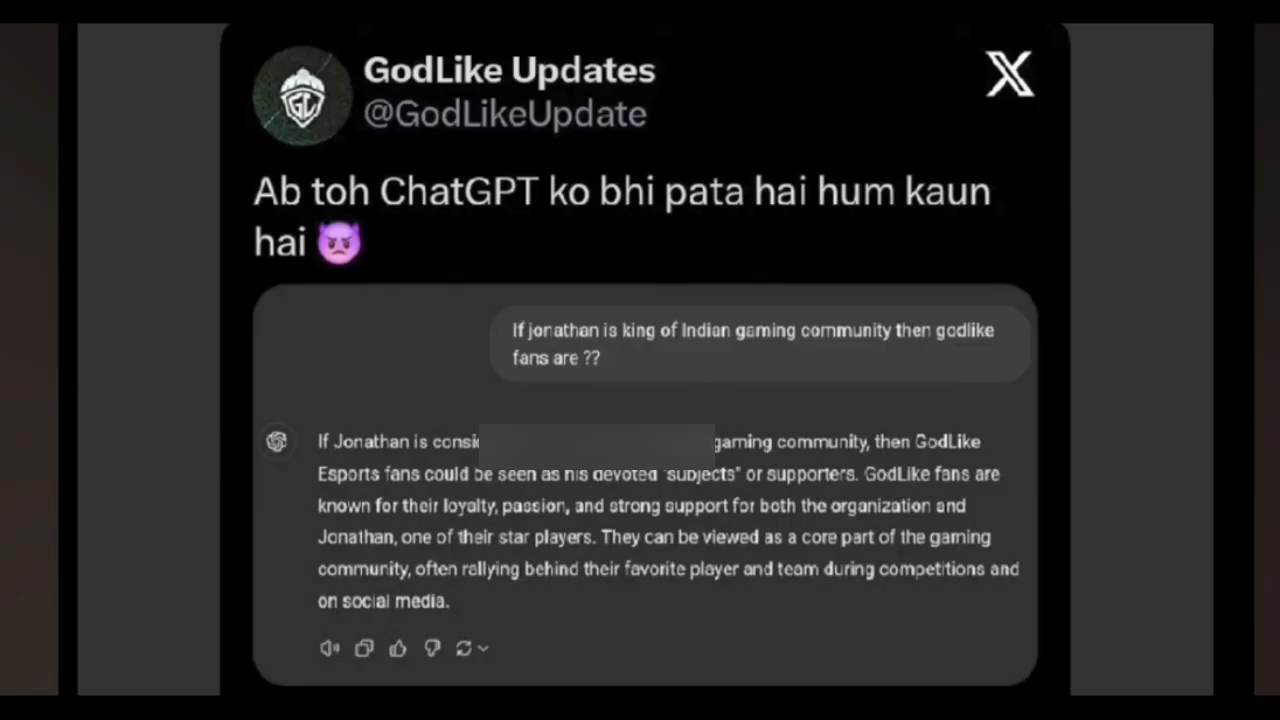 GodLike Updates
@GodLikeUpdate
Ab toh ChatGPT ko bhi pata hai hum kaun
hai 👿
If jonathan is king of Indian gaming community then godlike
fans are ??
If Jonathan is gaming community, then GodLike
Esports fans could be seen as his devoted "subjects" or supporters. GodLike fans are
known for their loyalty, passion, and strong support for both the organization and
Jonathan, one of their star players. They can be viewed as a core part of the gaming
community, often rallying behind their favorite player and team during competitions and
on social media.